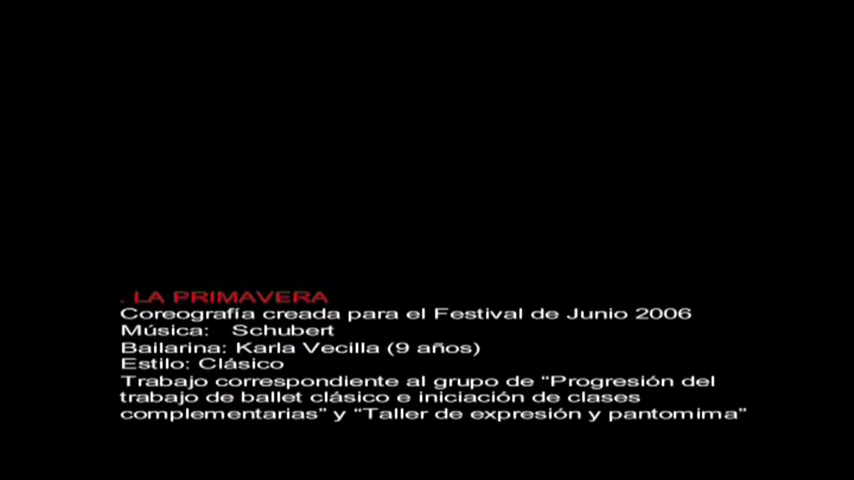 . LA PRIMAVERA
Coreografía creada para el Festival de Junio 2006
Música: Schubert
Bailarina: Karla Vecilla (9 años)
Estilo: Clásico
Trabajo correspondiente al grupo de “Progresión del
trabajo de ballet clásico e iniciación de clases
complementarias” y “Taller de expresión y pantomima”